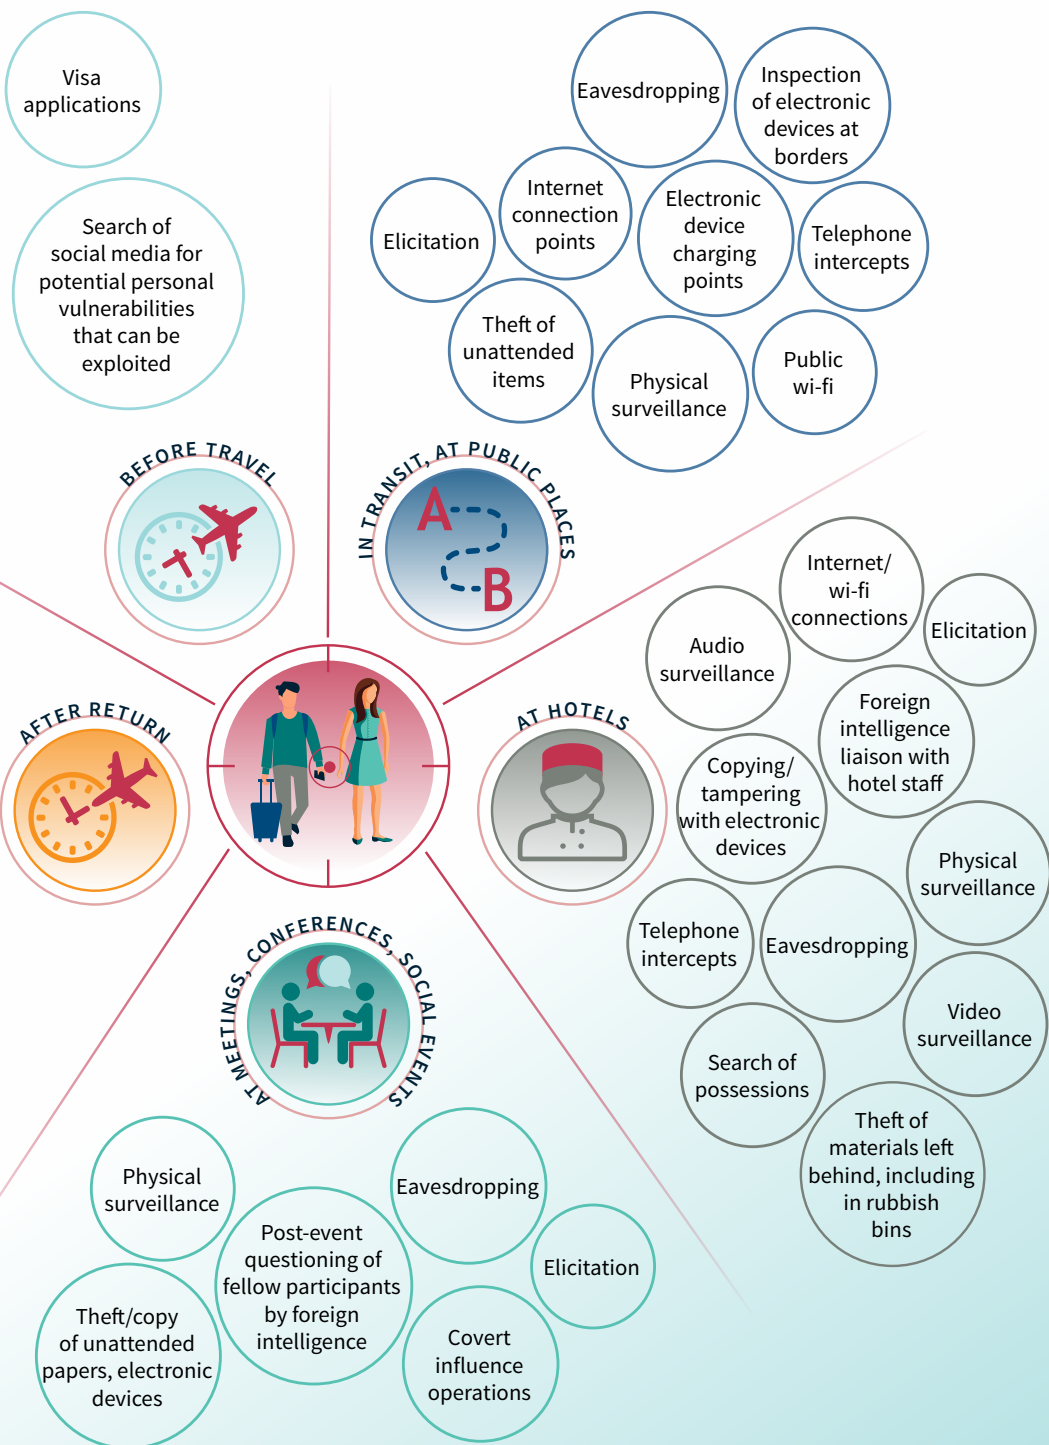 Visa
applications
Search of
social media for
potential personal
vulnerabilities
that can be
exploited
BEFORE TRAVEL
Eavesdropping
Inspection
of electronic
devices at
borders
Internet
connection
points
Electronic
device
charging
points
Elicitation
Telephone
intercepts
Theft of
unattended
items
Physical
surveillance
Public
wi-fi
IN TRANSIT, AT PUBLIC PLACES
A
B
Internet/
wi-fi
connections
Elicitation
Audio
surveillance
Foreign
intelligence
liaison with
hotel staff
Copying/
tampering
with electronic
devices
Physical
surveillance
Telephone
intercepts
Eavesdropping
Video
surveillance
Search of
possessions
Theft of
materials left
behind, including
in rubbish
bins
AT HOTELS
AFTER RETURN
AT MEETINGS, CONFERENCES, SOCIAL EVENTS
Physical
surveillance
Eavesdropping
Post-event
questioning of
fellow participants
by foreign
intelligence
Elicitation
Theft/copy
of unattended
papers, electronic
devices
Covert
influence
operations